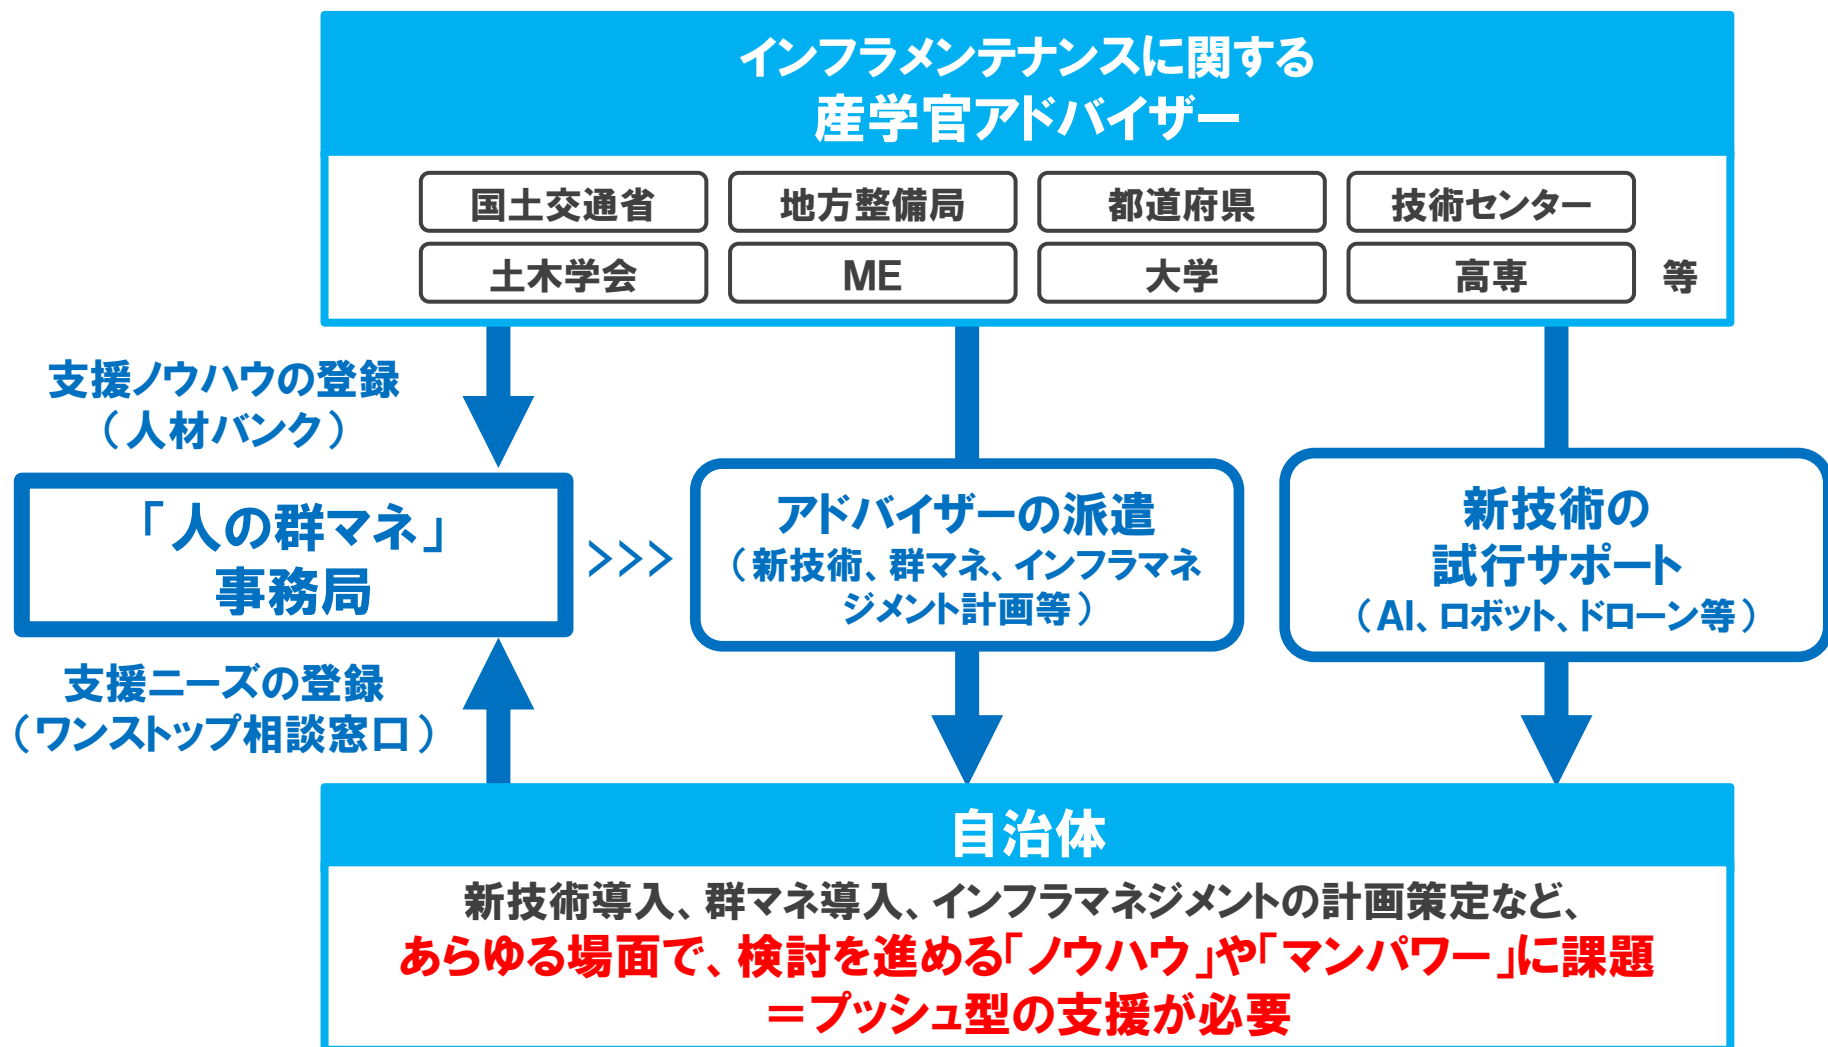 インフラメンテナンスに関する
産学官アドバイザー
国土交通省
地方整備局
都道府県
技術センター
土木学会
ME
大学
高専
等
支援ノウハウの登録
（人材バンク）
「人の群マネ」
事務局
>>>
アドバイザーの派遣
（新技術、群マネ、インフラマネ
ジメント計画等）
新技術の
試行サポート
（AI、ロボット、ドローン等）
支援ニーズの登録
（ワンストップ相談窓口）
自治体
新技術導入、群マネ導入、インフラマネジメントの計画策定など、
あらゆる場面で、検討を進める「ノウハウ」や「マンパワー」に課題
＝プッシュ型の支援が必要